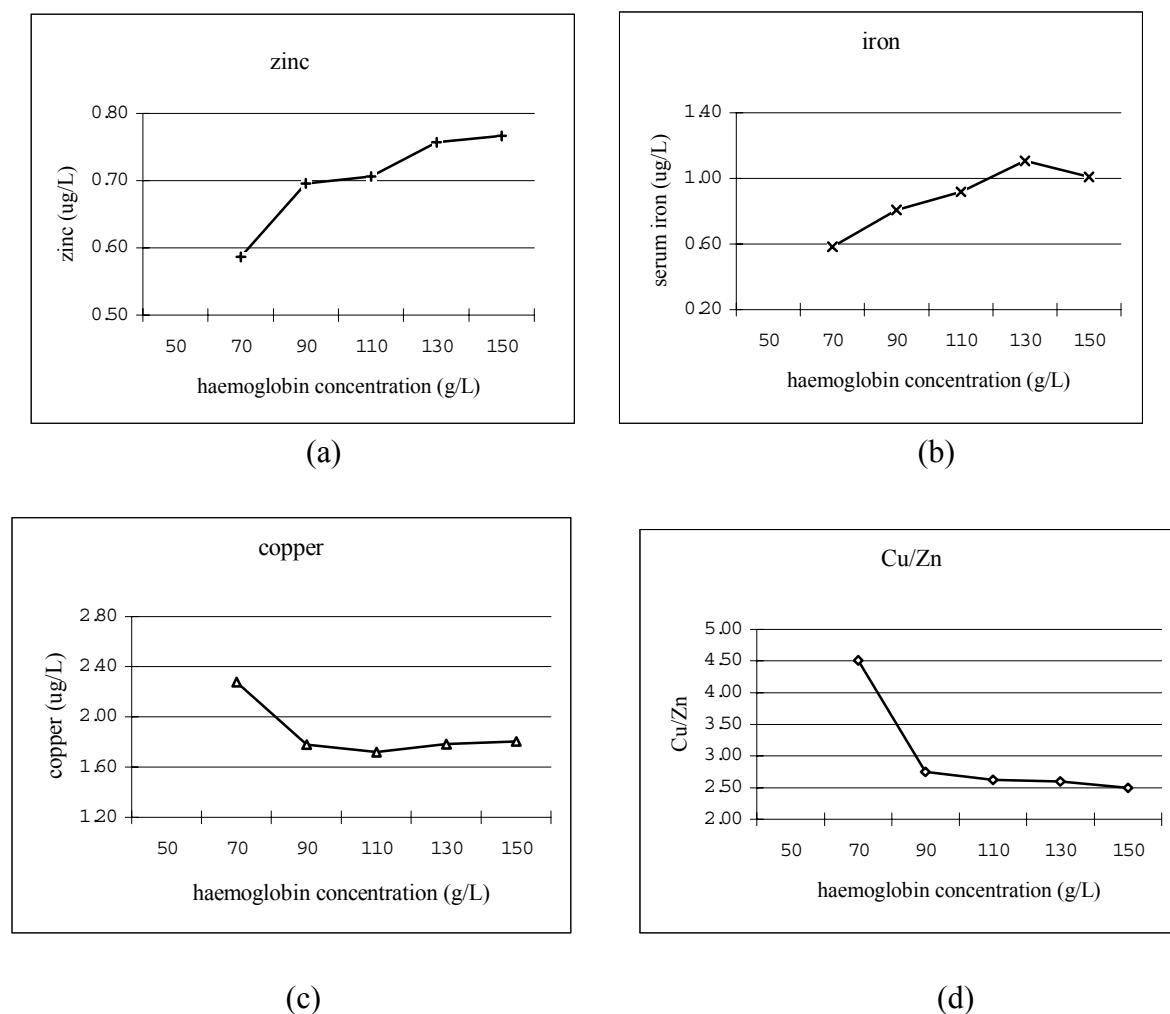 zinc
0.80
0.70
0.60
0.50
zinc (ug/L)
50 70 90 110 130 150
haemoglobin concentration (g/L)
(a)
iron
1.40
1.00
0.60
0.20
serum iron (ug/L)
50 70 90 110 130 150
haemoglobin concentration (g/L)
(b)
copper
2.80
2.40
2.00
1.60
1.20
copper (ug/L)
50 70 90 110 130 150
haemoglobin concentration (g/L)
(c)
Cu/Zn
5.00
4.50
4.00
3.50
3.00
2.50
2.00
Cu/Zn
50 70 90 110 130 150
haemoglobin concentration (g/L)
(d)